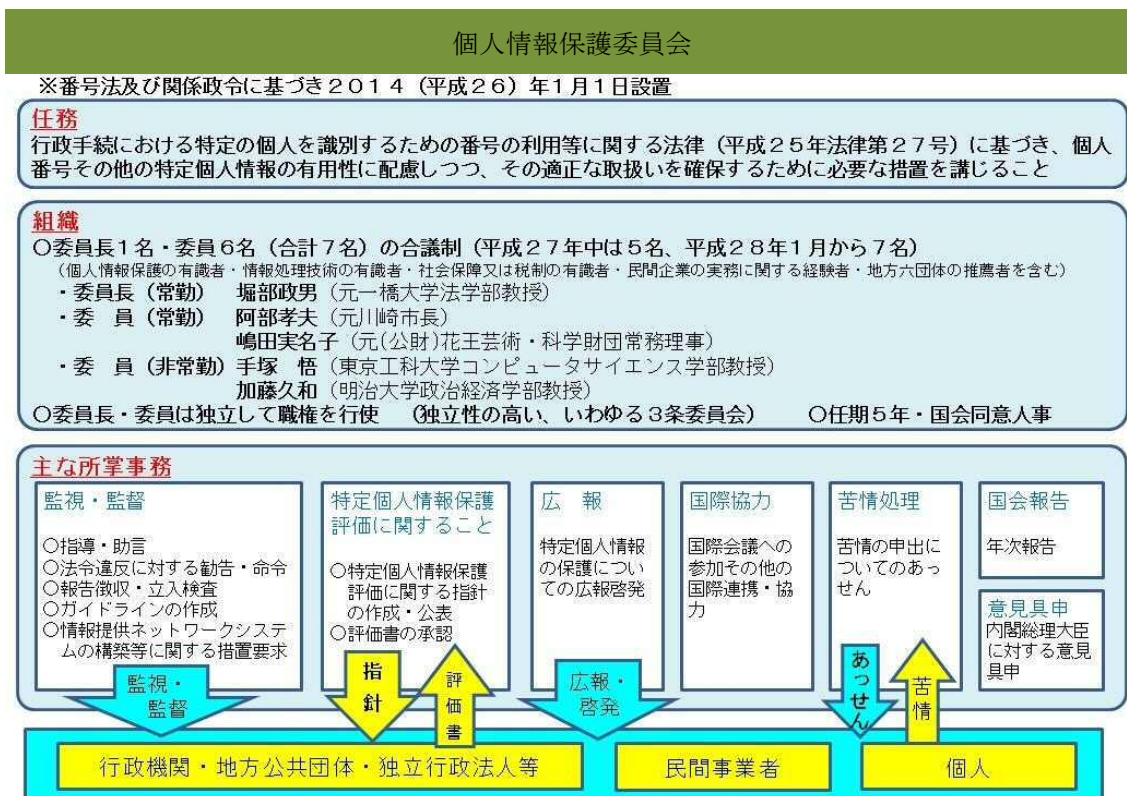 個人情報保護委員会
※番号法及び関係政令に基づき２０１４（平成２６）年１月１日設置
任務
行政手続における特定の個人を識別するための番号の利用等に関する法律（平成２５年法律第２７号）に基づき、個人
番号その他の特定個人情報の有用性に配慮しつつ、その適正な取扱いを確保するために必要な措置を講じること
組織
○委員長１名・委員６名（合計７名）の合議制（平成２７年中は５名、平成２８年１月から７名）
（個人情報保護の有識者・情報処理技術の有識者・社会保障又は税制の有識者・民間企業の実務に関する経験者・地方六団体の推薦者を含む）
・委員長（常勤）　堀部政男（元一橋大学法学部教授）
・委　員（常勤）　阿部孝夫（元川崎市長）
嶋田実名子（元(公財)花王芸術・科学財団常務理事）
・委　員（非常勤）手塚　悟（東京工科大学コンピュータサイエンス学部教授）
加藤久和（明治大学政治経済学部教授）
○委員長・委員は独立して職権を行使　（独立性の高い、いわゆる３条委員会）　　○任期５年・国会同意人事
主な所掌事務
監視・監督
○指導・助言
○法令違反に対する勧告・命令
○報告徴収・立入検査
○ガイドラインの作成
○情報提供ネットワークシステ
ムの構築等に関する措置要求
特定個人情報保護
評価に関すること
○特定個人情報保護
評価に関する指針
の作成・公表
○評価書の承認
広　報
特定個人情報
の保護につい
ての広報啓発
国際協力
国際会議への
参加その他の
国際連携・協
力
苦情処理
苦情の申出に
ついてのあっ
せん
国会報告
年次報告
意見具申
内閣総理大臣
に対する意見
具申
監視・
監督
指針
評価書
広報・
啓発
あっせん
苦情
行政機関・地方公共団体・独立行政法人等
民間事業者
個人